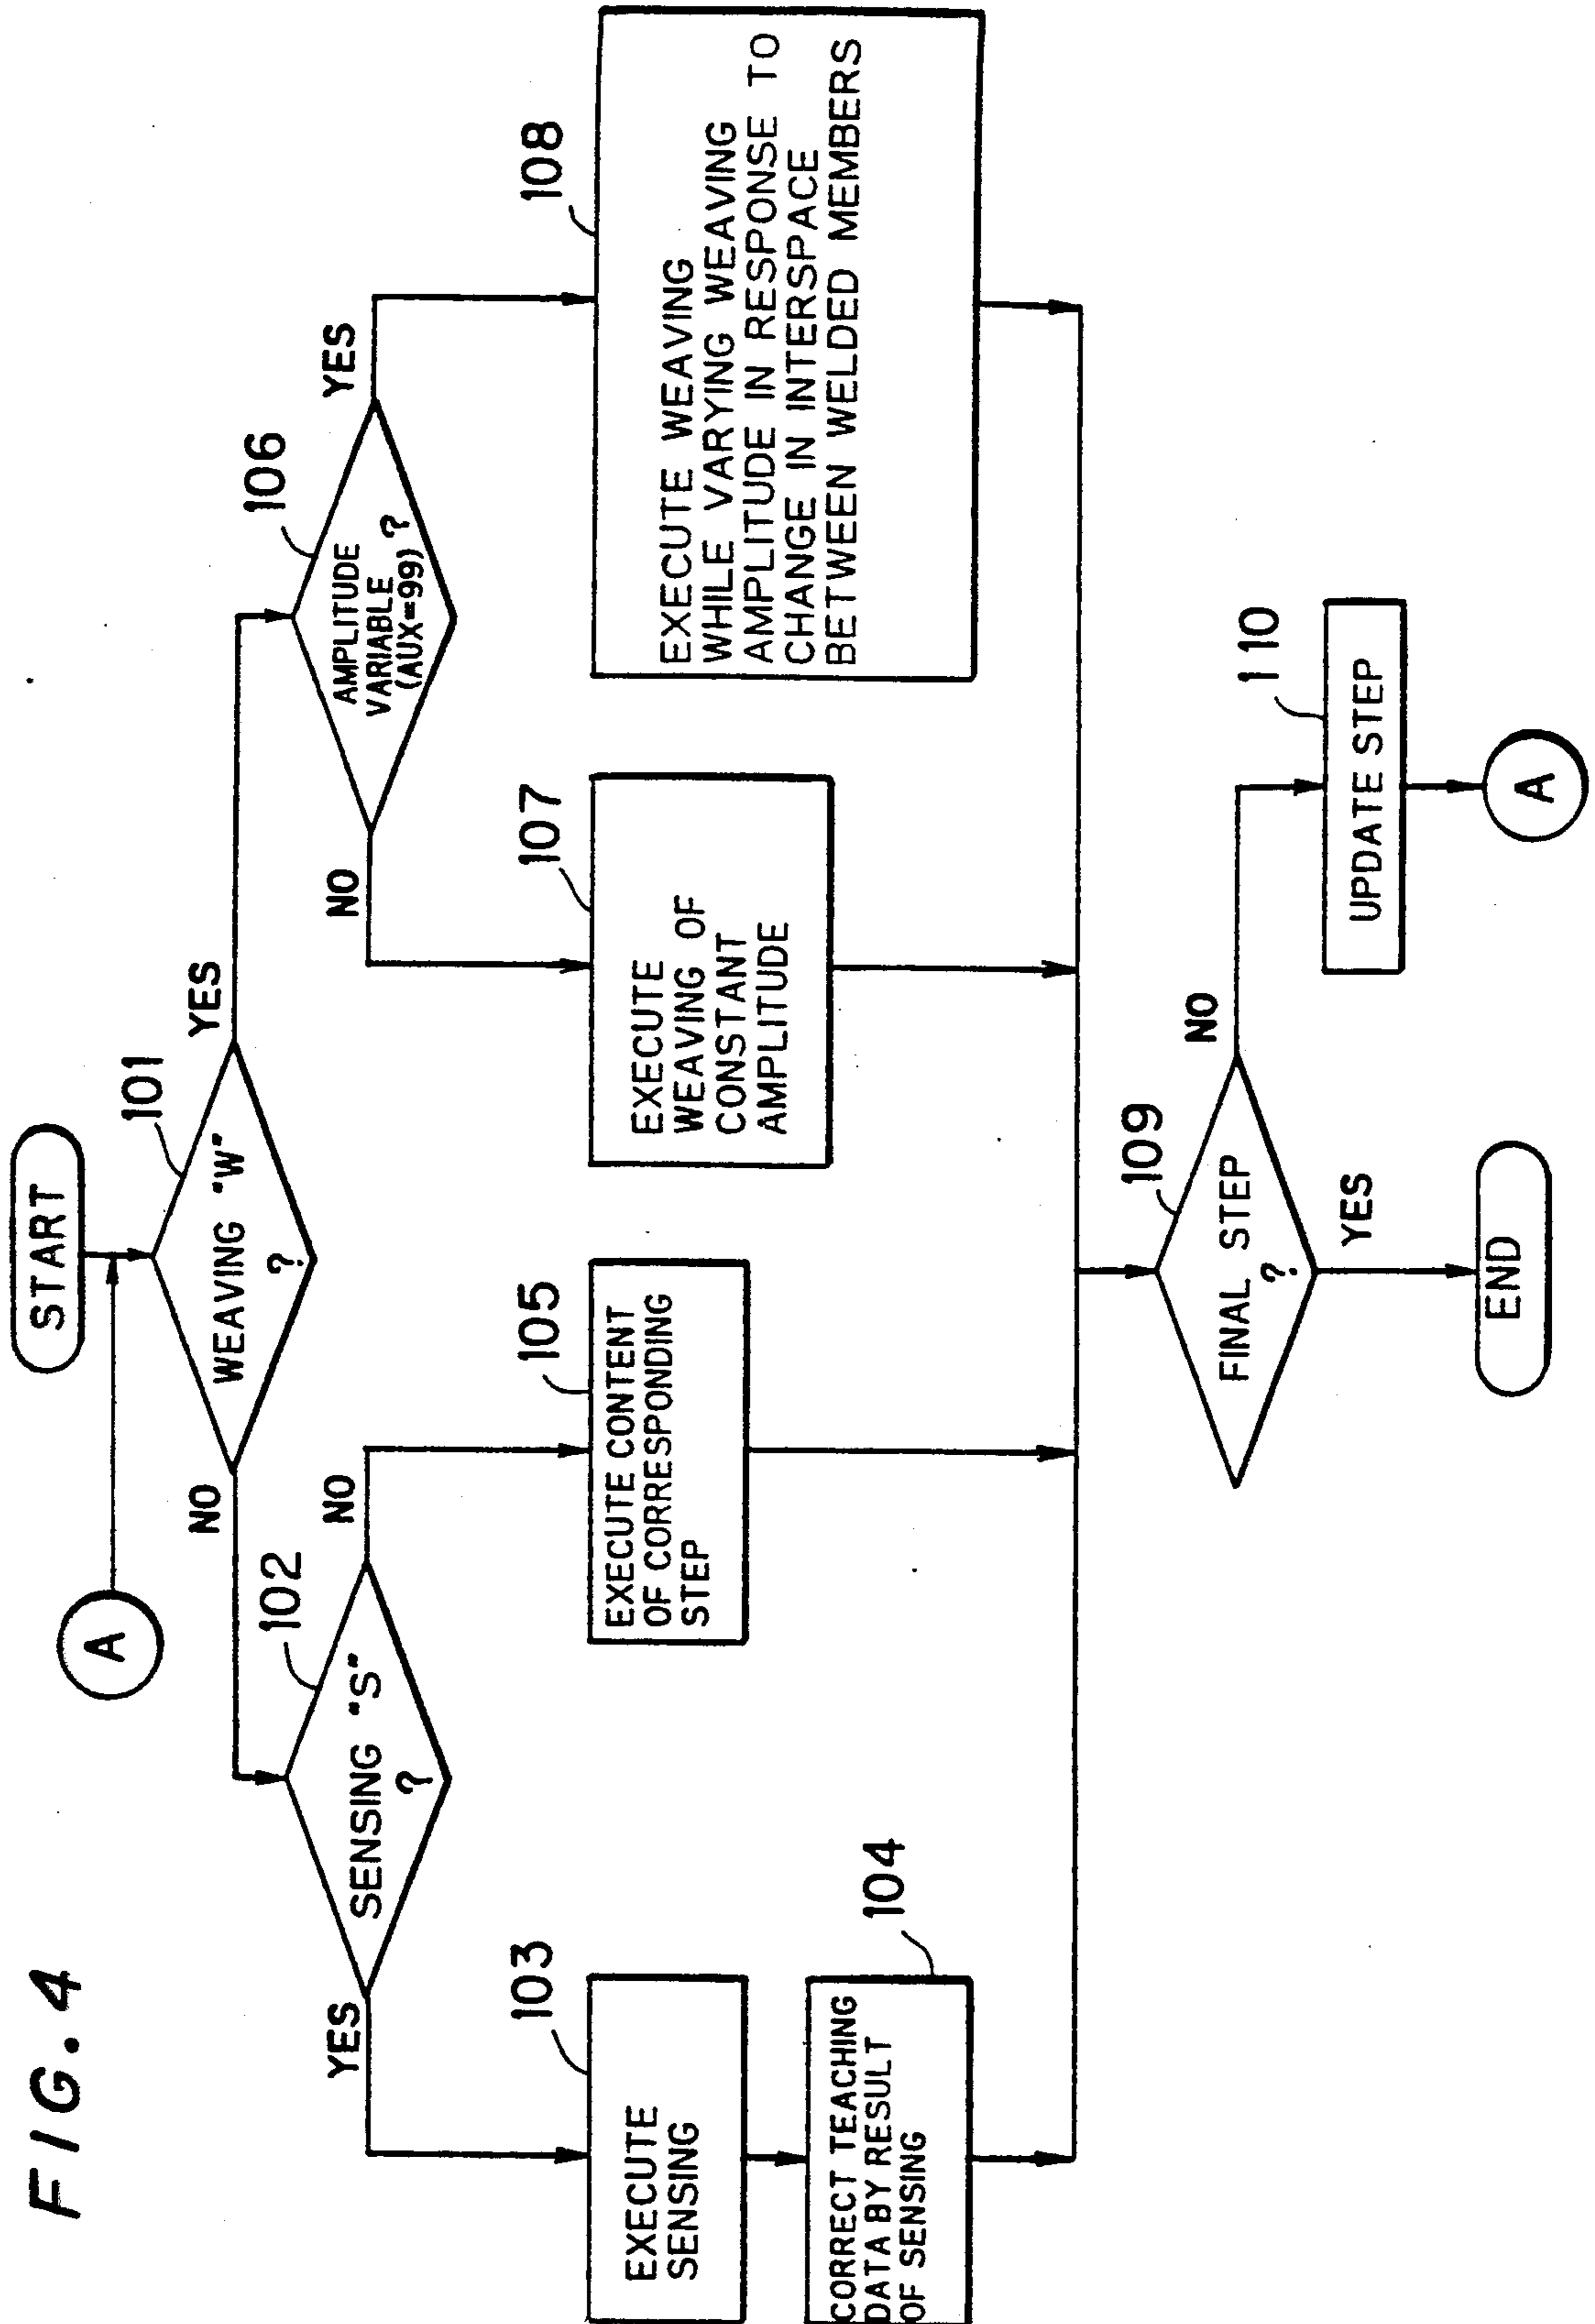 FIG. 4
START
A
101
WEAVING "W"
?
NO
YES
102
SENSING "S"
?
YES
NO
106
AMPLITUDE
VARIABLE
(AUX=99) ?
NO
YES
103
EXECUTE
SENSING
104
CORRECT TEACHING
DATA BY RESULT
OF SENSING
105
EXECUTE CONTENT
OF CORRESPONDING
STEP
107
EXECUTE
WEAVING OF
CONSTANT
AMPLITUDE
108
EXECUTE WEAVING
WHILE VARYING WEAVING
AMPLITUDE IN RESPONSE TO
CHANGE IN INTERSPACE
BETWEEN WELDED MEMBERS
109
FINAL STEP
?
NO
YES
110
UPDATE STEP
A
END